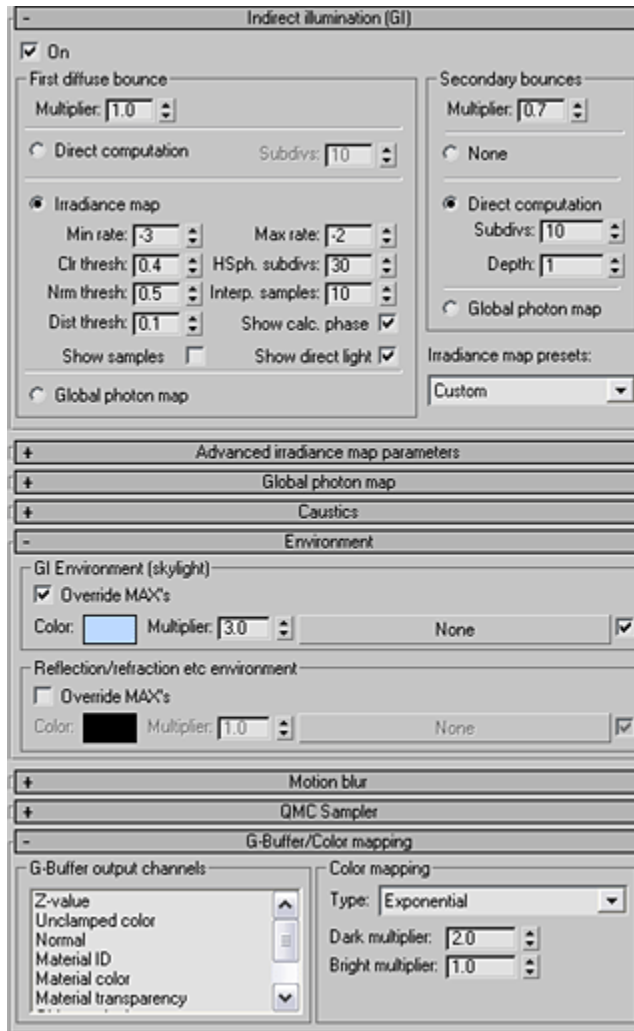 - Indirect illumination (GI)
On
First diffuse bounce
Multiplier: 1.0
Direct computation Subdivs: 10
Irradiance map
Min rate: -3 Max rate: -2
Clr thresh: 0.4 HSph. subdivs: 30
Nrm thresh: 0.5 Interp. samples: 10
Dist thresh: 0.1 Show calc. phase
Show samples Show direct light
Global photon map
Secondary bounces
Multiplier: 0.7
None
Direct computation
Subdivs: 10
Depth: 1
Global photon map
Irradiance map presets:
Custom
+ Advanced irradiance map parameters
+ Global photon map
+ Caustics
- Environment
GI Environment (skylight)
Override MAX's
Color: Multiplier: 3.0 None
Reflection/refraction etc environment
Override MAX's
Color: Multiplier: 1.0 None
+ Motion blur
+ QMC Sampler
- G-Buffer/Color mapping
G-Buffer output channels
Z-value
Unclamped color
Normal
Material ID
Material color
Material transparency
Color mapping
Type: Exponential
Dark multiplier: 2.0
Bright multiplier: 1.0